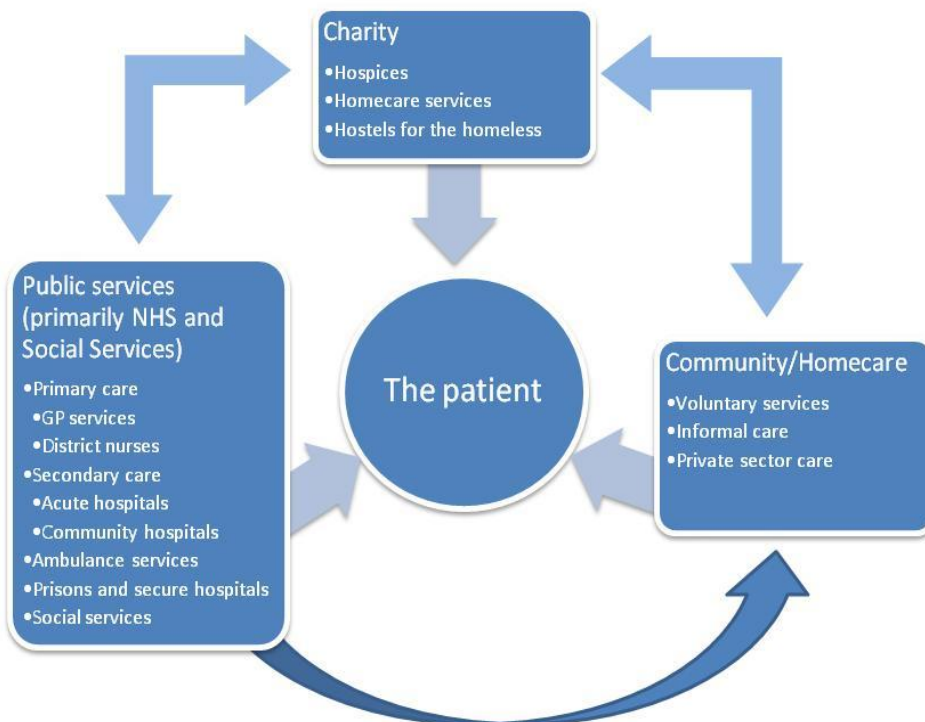 Charity
•Hospices
•Homecare services
•Hostels for the homeless
Public services
(primarily NHS and
Social Services)
•Primary care
•GP services
•District nurses
•Secondary care
•Acute hospitals
•Community hospitals
•Ambulance services
•Prisons and secure hospitals
•Social services
The patient
Community/Homecare
•Voluntary services
•Informal care
•Private sector care